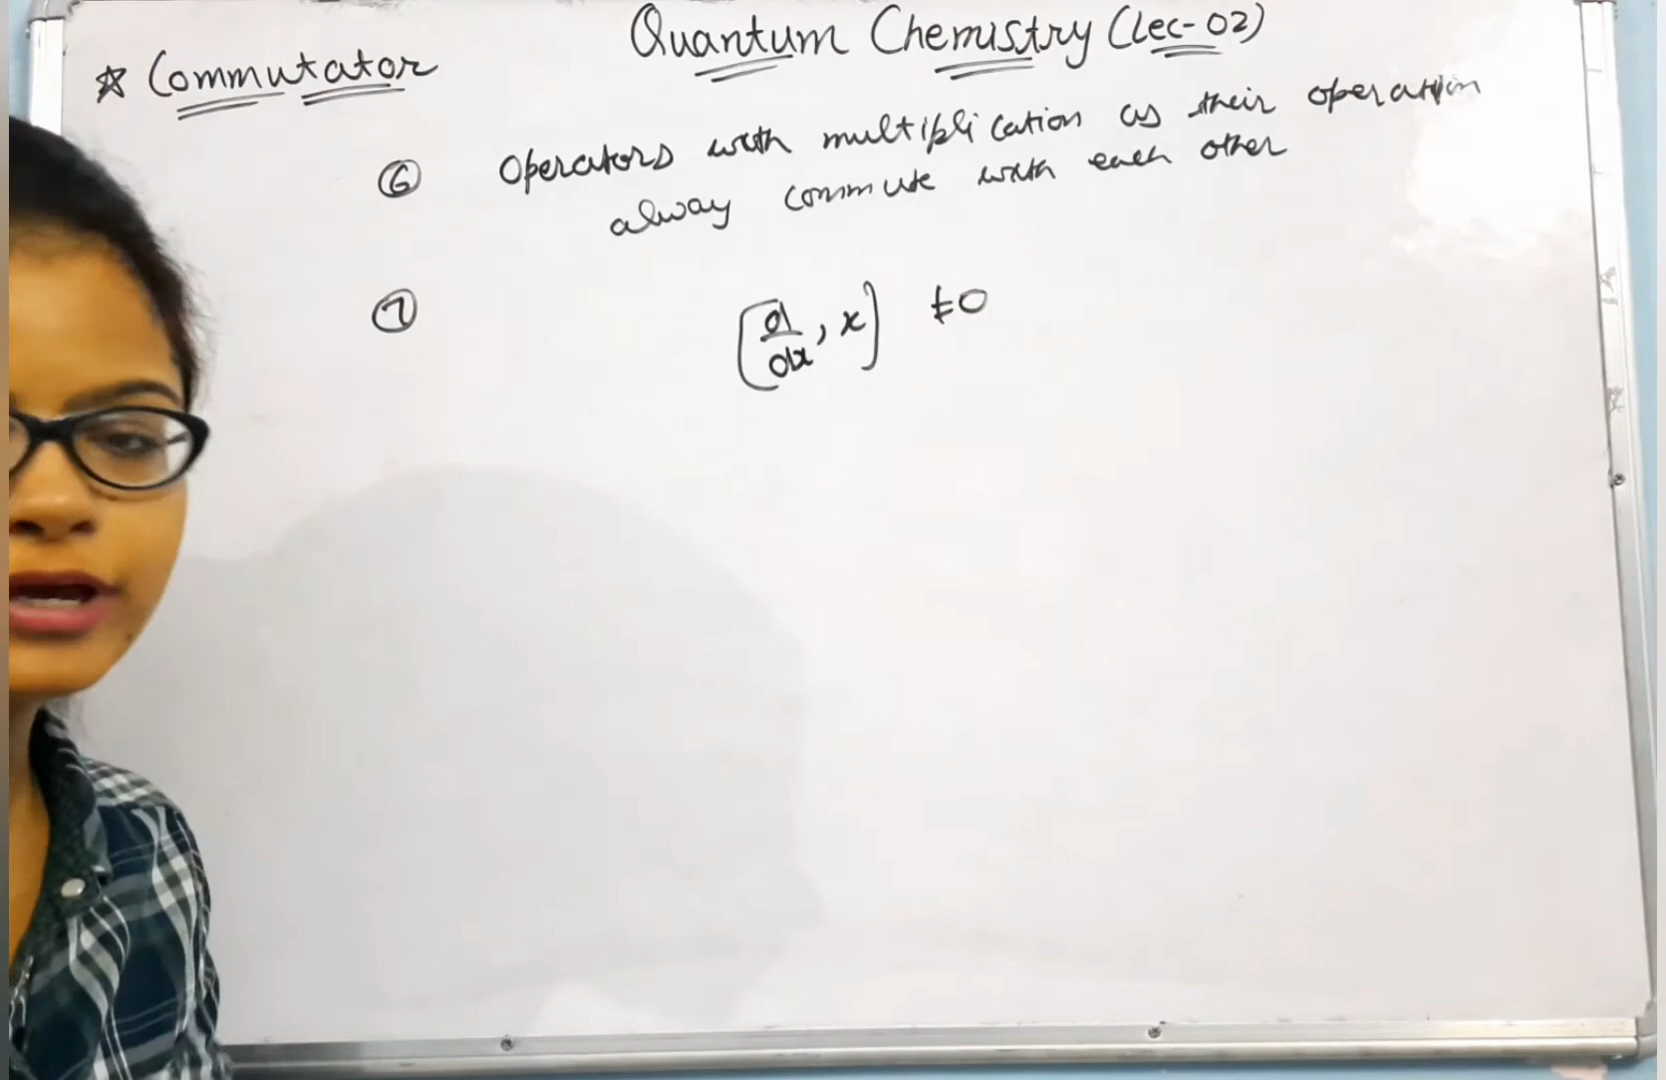 Quantum Chemistry (Lec-02)
☆ Commutator
⑥ Operators with multiplication as their operation
alway commute with each other
⑦ [d/dx, x] ≠0